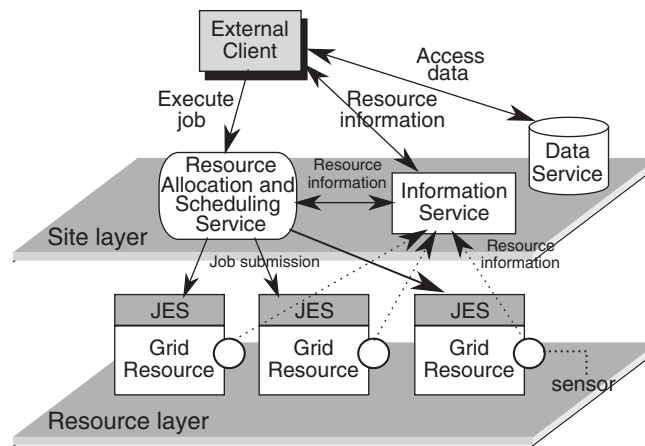 External
Client
Access
data
Execute
job
Resource
information
Data
Service
Resource
Allocation and
Scheduling
Service
Resource
information
Information
Service
Site layer
Job submission
Resource
information
JES
Grid
Resource
JES
Grid
Resource
JES
Grid
Resource
sensor
Resource layer